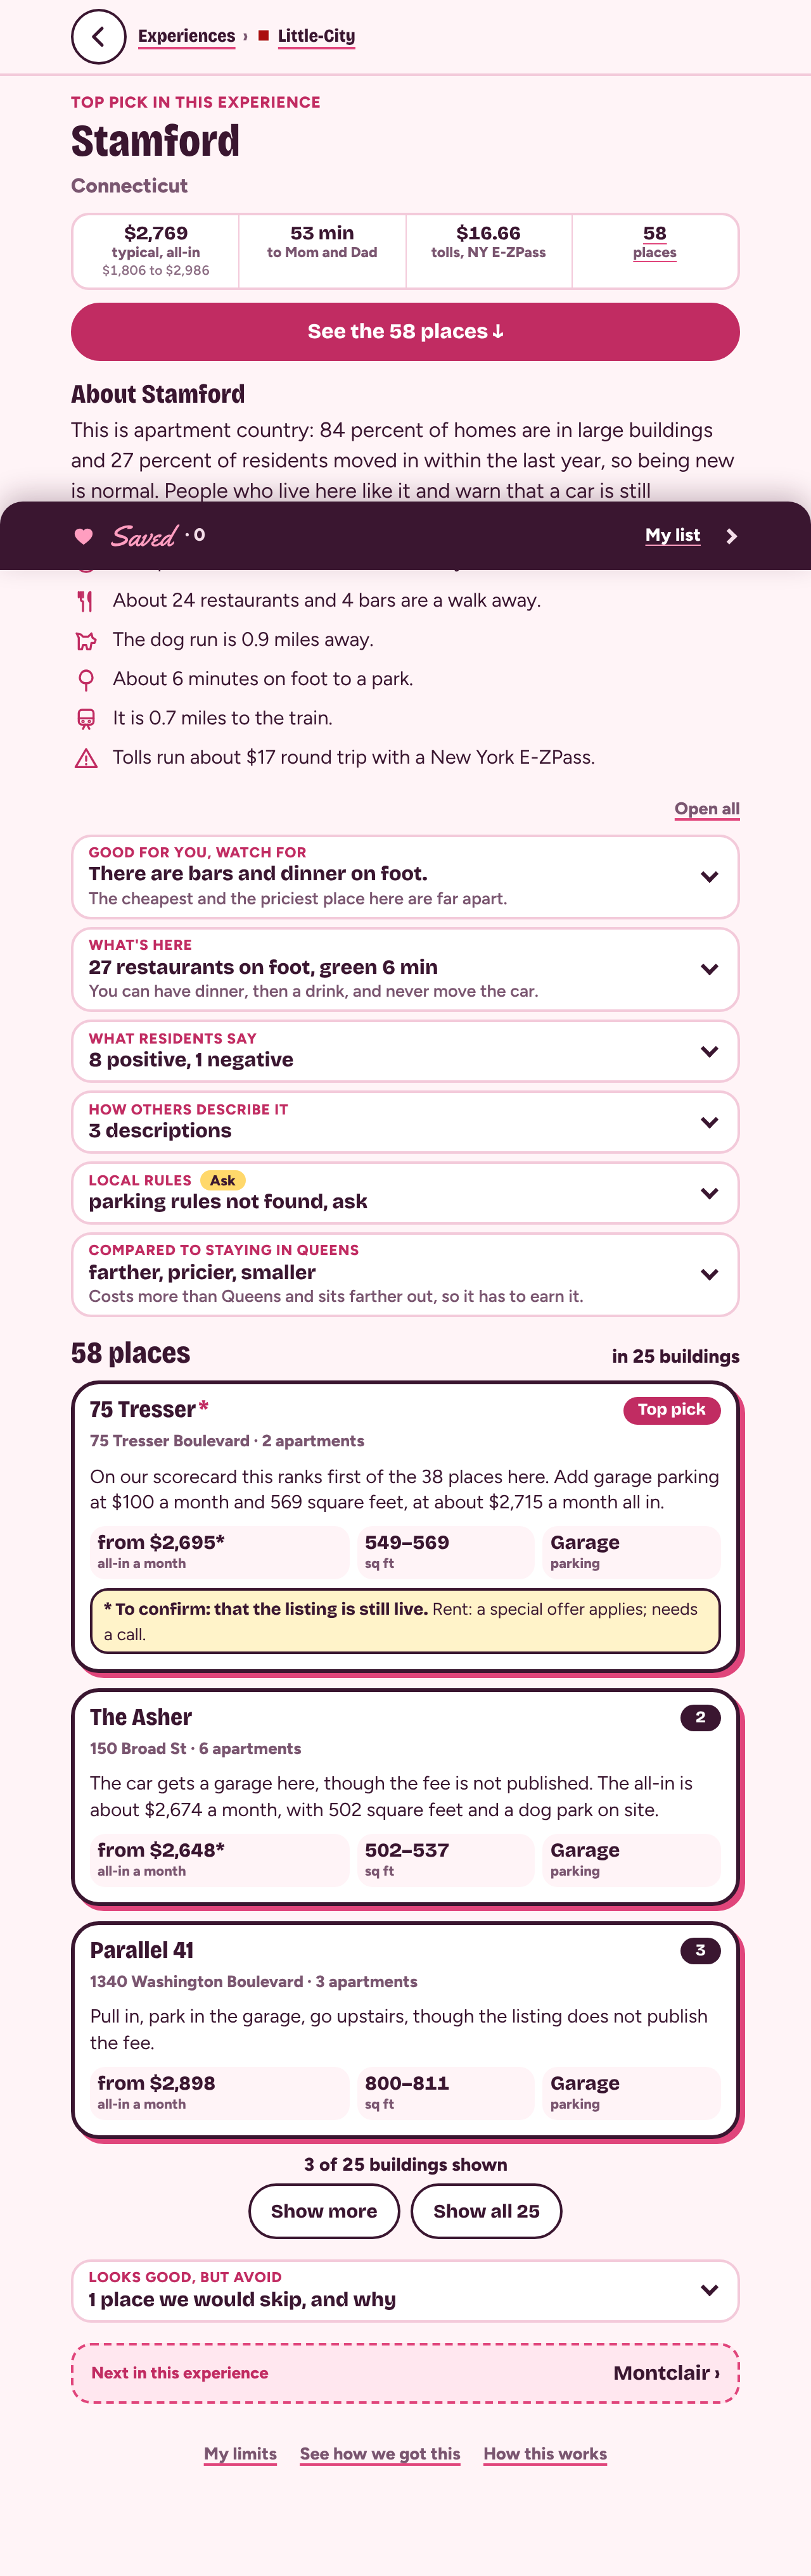 Experiences › Little-City
TOP PICK IN THIS EXPERIENCE
Stamford
Connecticut
$2,769
typical, all-in
$1,806 to $2,986
53 min
to Mom and Dad
$16.66
tolls, NY E-ZPass
58
places
See the 58 places ↓
About Stamford
This is apartment country: 84 percent of homes are in large buildings
and 27 percent of residents moved in within the last year, so being new
is normal. People who live here like it and warn that a car is still
Saved · 0
My list
About 24 restaurants and 4 bars are a walk away.
The dog run is 0.9 miles away.
About 6 minutes on foot to a park.
It is 0.7 miles to the train.
Tolls run about $17 round trip with a New York E-ZPass.
Open all
GOOD FOR YOU, WATCH FOR
There are bars and dinner on foot.
The cheapest and the priciest place here are far apart.
WHAT'S HERE
27 restaurants on foot, green 6 min
You can have dinner, then a drink, and never move the car.
WHAT RESIDENTS SAY
8 positive, 1 negative
HOW OTHERS DESCRIBE IT
3 descriptions
LOCAL RULES Ask
parking rules not found, ask
COMPARED TO STAYING IN QUEENS
farther, pricier, smaller
Costs more than Queens and sits farther out, so it has to earn it.
58 places
in 25 buildings
75 Tresser*
Top pick
75 Tresser Boulevard · 2 apartments
On our scorecard this ranks first of the 38 places here. Add garage parking
at $100 a month and 569 square feet, at about $2,715 a month all in.
from $2,695*
all-in a month
549–569
sq ft
Garage
parking
* To confirm: that the listing is still live. Rent: a special offer applies; needs
a call.
The Asher
2
150 Broad St · 6 apartments
The car gets a garage here, though the fee is not published. The all-in is
about $2,674 a month, with 502 square feet and a dog park on site.
from $2,648*
all-in a month
502–537
sq ft
Garage
parking
Parallel 41
3
1340 Washington Boulevard · 3 apartments
Pull in, park in the garage, go upstairs, though the listing does not publish
the fee.
from $2,898
all-in a month
800–811
sq ft
Garage
parking
3 of 25 buildings shown
Show more
Show all 25
LOOKS GOOD, BUT AVOID
1 place we would skip, and why
Next in this experience
Montclair ›
My limits
See how we got this
How this works